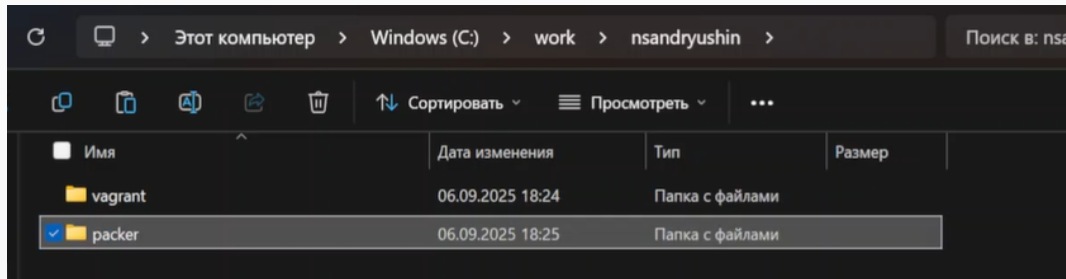 Этот компьютер > Windows (C:) > work > nsandryushin > Поиск в: nsa
Сортировать Просмотреть •••
Имя Дата изменения Тип Размер
vagrant 06.09.2025 18:24 Папка с файлами
packer 06.09.2025 18:25 Папка с файлами